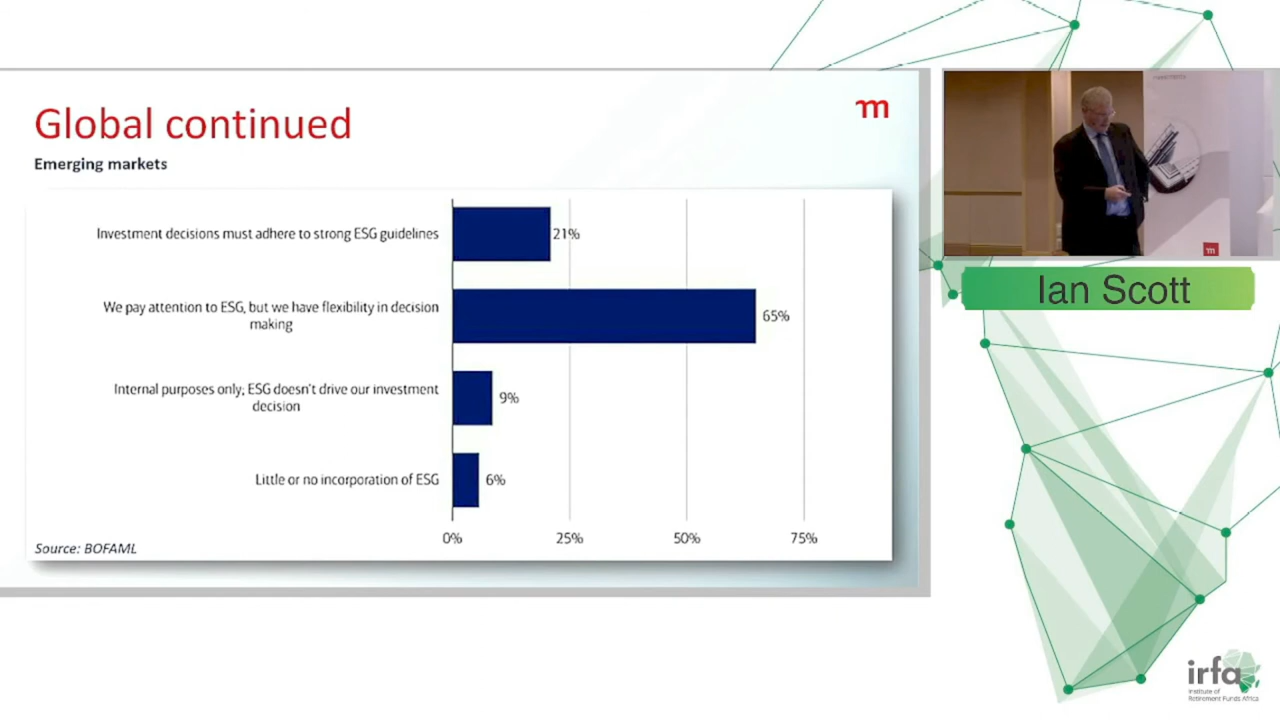 Global continued
Emerging markets
Investment decisions must adhere to strong ESG guidelines
21%
We pay attention to ESG, but we have flexibility in decision
making
65%
Internal purposes only; ESG doesn't drive our investment
decision
9%
Little or no incorporation of ESG
6%
0% 25% 50% 75%
Source: BOFAML
m
m
Ian Scott
irfa
Institute of
Retirement Funds Africa